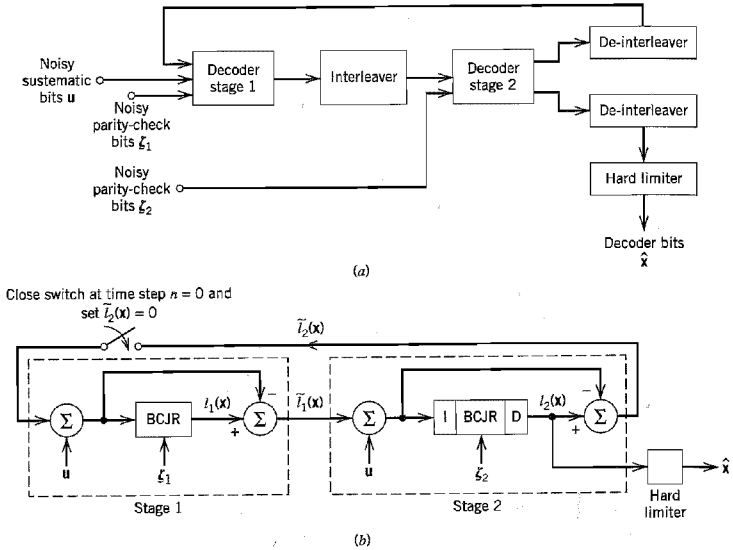 Noisy
sustematic
bits u
Noisy
parity-check
bits ζ₁
Noisy
parity-check
bits ζ₂
Decoder
stage 1
Interleaver
Decoder
stage 2
De-interleaver
De-interleaver
Hard limiter
Decoder bits
x̂
(a)
Close switch at time step n = 0 and
set l̃₂(x) = 0
l̃₂(x)
Σ
BCJR
l₁(x)
−
+
Σ
l̃₁(x)
u
ζ₁
Stage 1
Σ
I BCJR D
l₂(x)
−
+
Σ
u
ζ₂
Stage 2
Hard
limiter
x̂
(b)